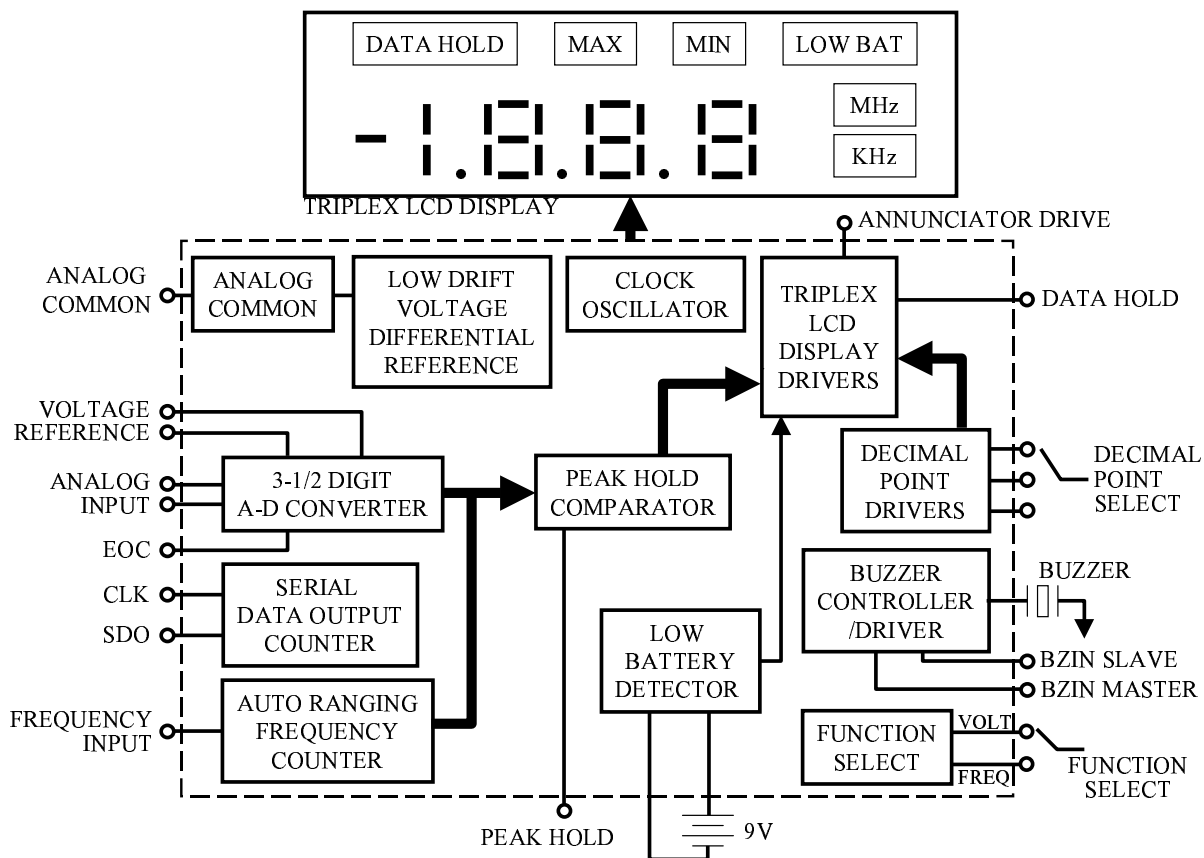 DATA HOLD
MAX
MIN
LOW BAT
-1.8.8.8
MHz
KHz
TRIPLEX LCD DISPLAY
ANNUNCIATOR DRIVE
ANALOG
COMMON
ANALOG
COMMON
LOW DRIFT
VOLTAGE
DIFFERENTIAL
REFERENCE
CLOCK
OSCILLATOR
TRIPLEX
LCD
DISPLAY
DRIVERS
DATA HOLD
VOLTAGE
REFERENCE
ANALOG
INPUT
EOC
3-1/2 DIGIT
A-D CONVERTER
PEAK HOLD
COMPARATOR
DECIMAL
POINT
DRIVERS
DECIMAL
POINT
SELECT
CLK
SDO
SERIAL
DATA OUTPUT
COUNTER
LOW
BATTERY
DETECTOR
BUZZER
CONTROLLER
/DRIVER
BUZZER
BZIN SLAVE
BZIN MASTER
FREQUENCY
INPUT
AUTO RANGING
FREQUENCY
COUNTER
FUNCTION
SELECT
VOLT
FREQ
FUNCTION
SELECT
PEAK HOLD
9V